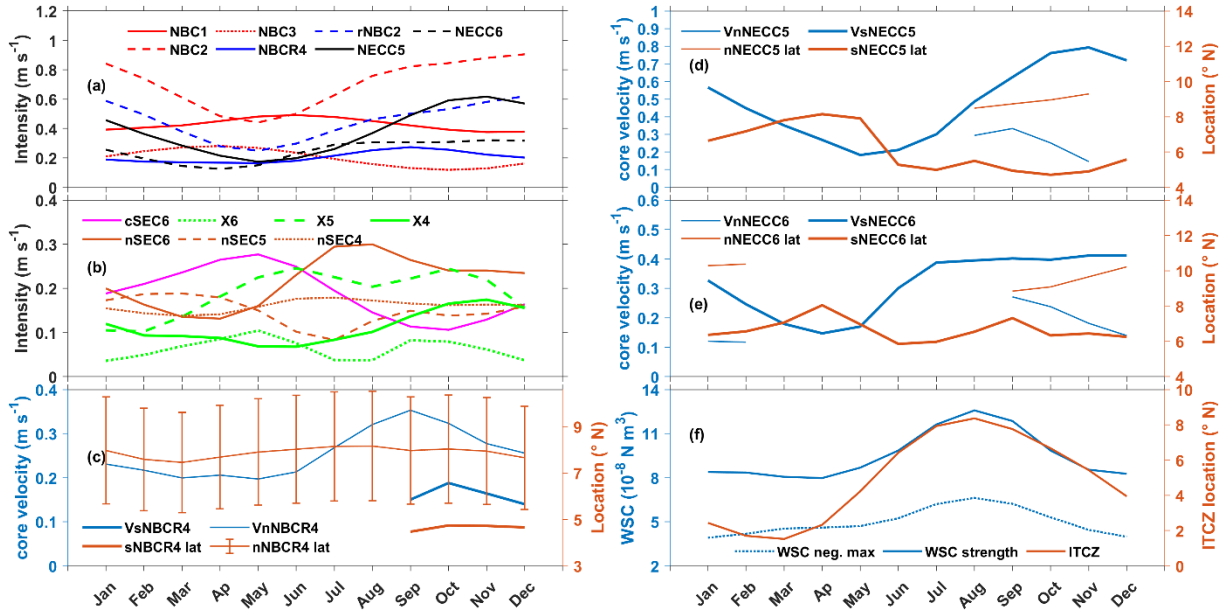 NBC1 NBC3 rNBC2 NECC6
NBC2 NBCR4 NECC5
(a)
Intensity (m s⁻¹)
1.2
1
0.8
0.6
0.4
0.2
0
cSEC6 X6 X5 X4
nSEC6 nSEC5 nSEC4
(b)
Intensity (m s⁻¹)
0.4
0.3
0.2
0.1
0
(c)
core velocity (m s⁻¹)
0.4
0.3
0.2
0.1
0
Location (° N)
9
7
5
3
VsNBCR4 VnNBCR4
sNBCR4 lat nNBCR4 lat
Jan Feb Mar Ap May Jun Jul Aug Sep Oct Nov Dec
VnNECC5 VsNECC5
nNECC5 lat sNECC5 lat
(d)
core velocity (m s⁻¹)
1
0.9
0.8
0.7
0.6
0.5
0.4
0.3
0.2
0.1
0
Location (° N)
14
12
10
8
6
4
VnNECC6 VsNECC6
nNECC6 lat sNECC6 lat
(e)
core velocity (m s⁻¹)
0.6
0.5
0.4
0.3
0.2
0.1
0
Location (° N)
14
12
10
8
6
4
(f)
WSC (10⁻⁸ N m³)
17
14
11
8
5
2
ITCZ Location (° N)
10
8
6
4
2
0
WSC neg. max WSC strength ITCZ
Jan Feb Mar Ap May Jun Jul Aug Sep Oct Nov Dec